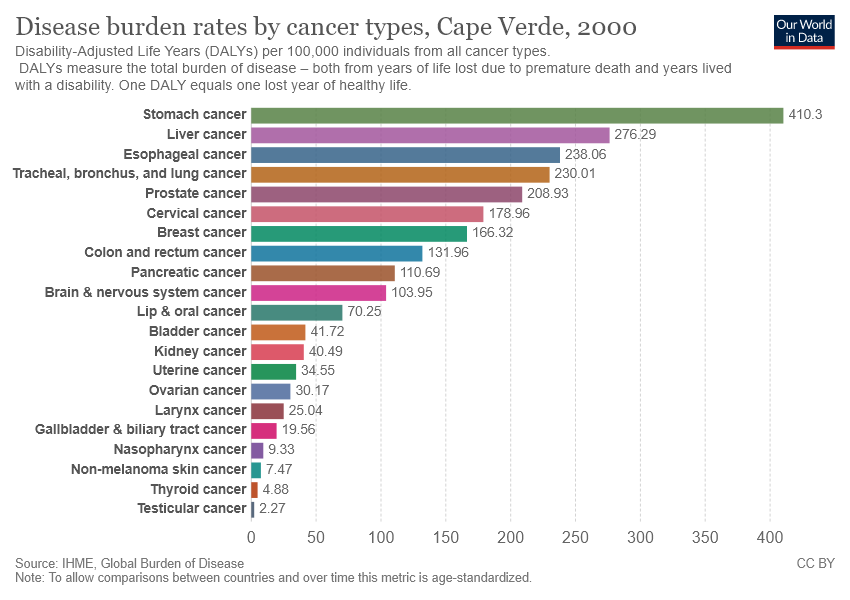 Disease burden rates by cancer types, Cape Verde, 2000
Our World
in Data
Disability-Adjusted Life Years (DALYs) per 100,000 individuals from all cancer types.
DALYs measure the total burden of disease – both from years of life lost due to premature death and years lived
with a disability. One DALY equals one lost year of healthy life.
Stomach cancer 410.3
Liver cancer 276.29
Esophageal cancer 238.06
Tracheal, bronchus, and lung cancer 230.01
Prostate cancer 208.93
Cervical cancer 178.96
Breast cancer 166.32
Colon and rectum cancer 131.96
Pancreatic cancer 110.69
Brain & nervous system cancer 103.95
Lip & oral cancer 70.25
Bladder cancer 41.72
Kidney cancer 40.49
Uterine cancer 34.55
Ovarian cancer 30.17
Larynx cancer 25.04
Gallbladder & biliary tract cancer 19.56
Nasopharynx cancer 9.33
Non-melanoma skin cancer 7.47
Thyroid cancer 4.88
Testicular cancer 2.27
0 50 100 150 200 250 300 350 400
Source: IHME, Global Burden of Disease CC BY
Note: To allow comparisons between countries and over time this metric is age-standardized.